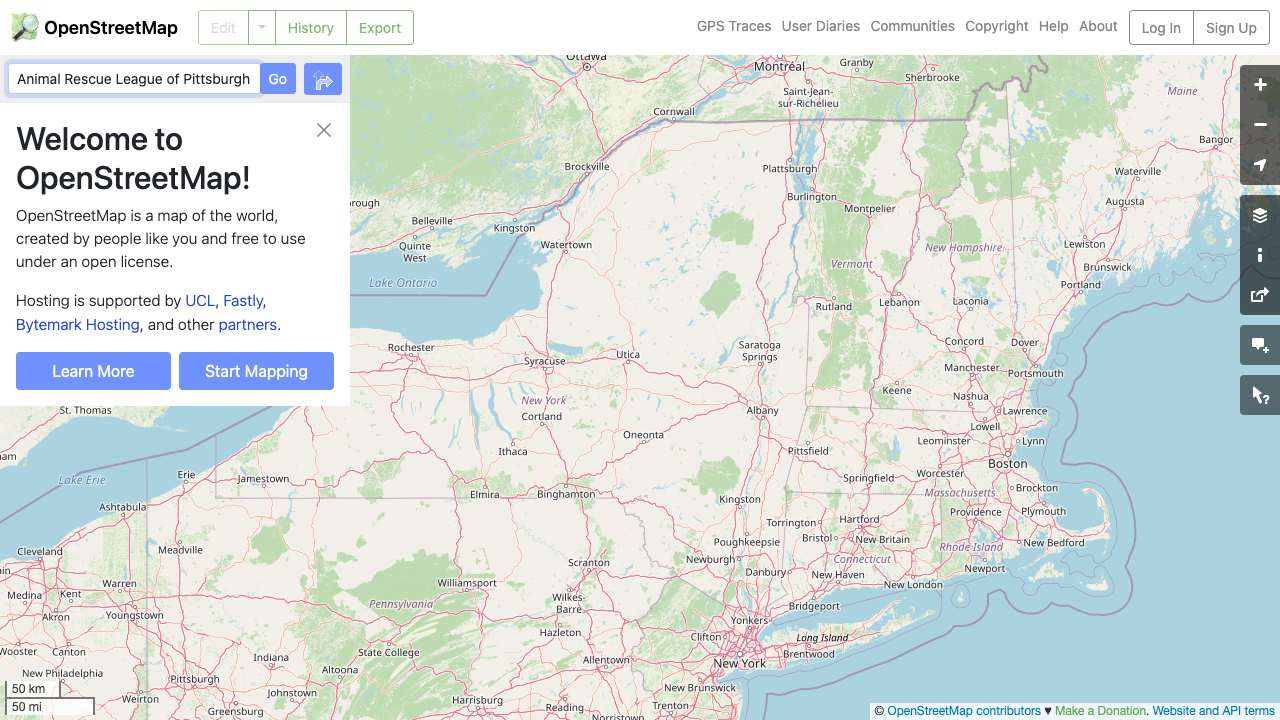 OpenStreetMap
Edit
History
Export
GPS Traces
User Diaries
Communities
Copyright
Help
About
Log In
Sign Up
Animal Rescue League of Pittsburgh
Go
Welcome to
OpenStreetMap!
OpenStreetMap is a map of the world,
created by people like you and free to use
under an open license.
Hosting is supported by UCL, Fastly,
Bytemark Hosting, and other partners.
Learn More
Start Mapping
Ottawa
Montréal
Granby
Sherbrooke
Saint-Jean-
sur-Richelieu
Maine
Cornwall
Bangor
Brockville
Plattsburgh
Waterville
Burlington
Montpelier
Augusta
Belleville
Kingston
Quinte
West
Watertown
New Hampshire
Lewiston
Vermont
Brunswick
Lake Ontario
Portland
Rutland
Lebanon
Laconia
Rochester
Syracuse
Utica
Saratoga
Springs
Concord
Dover
Manchester
Portsmouth
Keene
Nashua
New York
St. Thomas
Cortland
Albany
Lawrence
Lowell
Oneonta
Leominster
Lynn
Ithaca
Pittsfield
Boston
Lake Erie
Erie
Jamestown
Springfield
Worcester
Elmira
Binghamton
Massachusetts
Brockton
Kingston
Ashtabula
Providence
Plymouth
Torrington
Hartford
Bristol
New Britain
Poughkeepsie
New Bedford
Cleveland
Meadville
Rhode Island
Newburgh
Connecticut
Scranton
Danbury
New Haven
Newport
New London
Warren
Williamsport
Medina
Kent
Wilkes-
Barre
Bridgeport
Pennsylvania
Akron
Youngstown
Yonkers
Hazleton
Clifton
Long Island
Wooster
Canton
Indiana
State College
Brentwood
Allentown
New York
New Philadelphia
Pittsburgh
Altoona
New Brunswick
Weirton
Johnstown
Harrisburg
Reading
Trenton
Greensburg
Norristown
50 km
50 mi
© OpenStreetMap contributors ♥ Make a Donation. Website and API terms